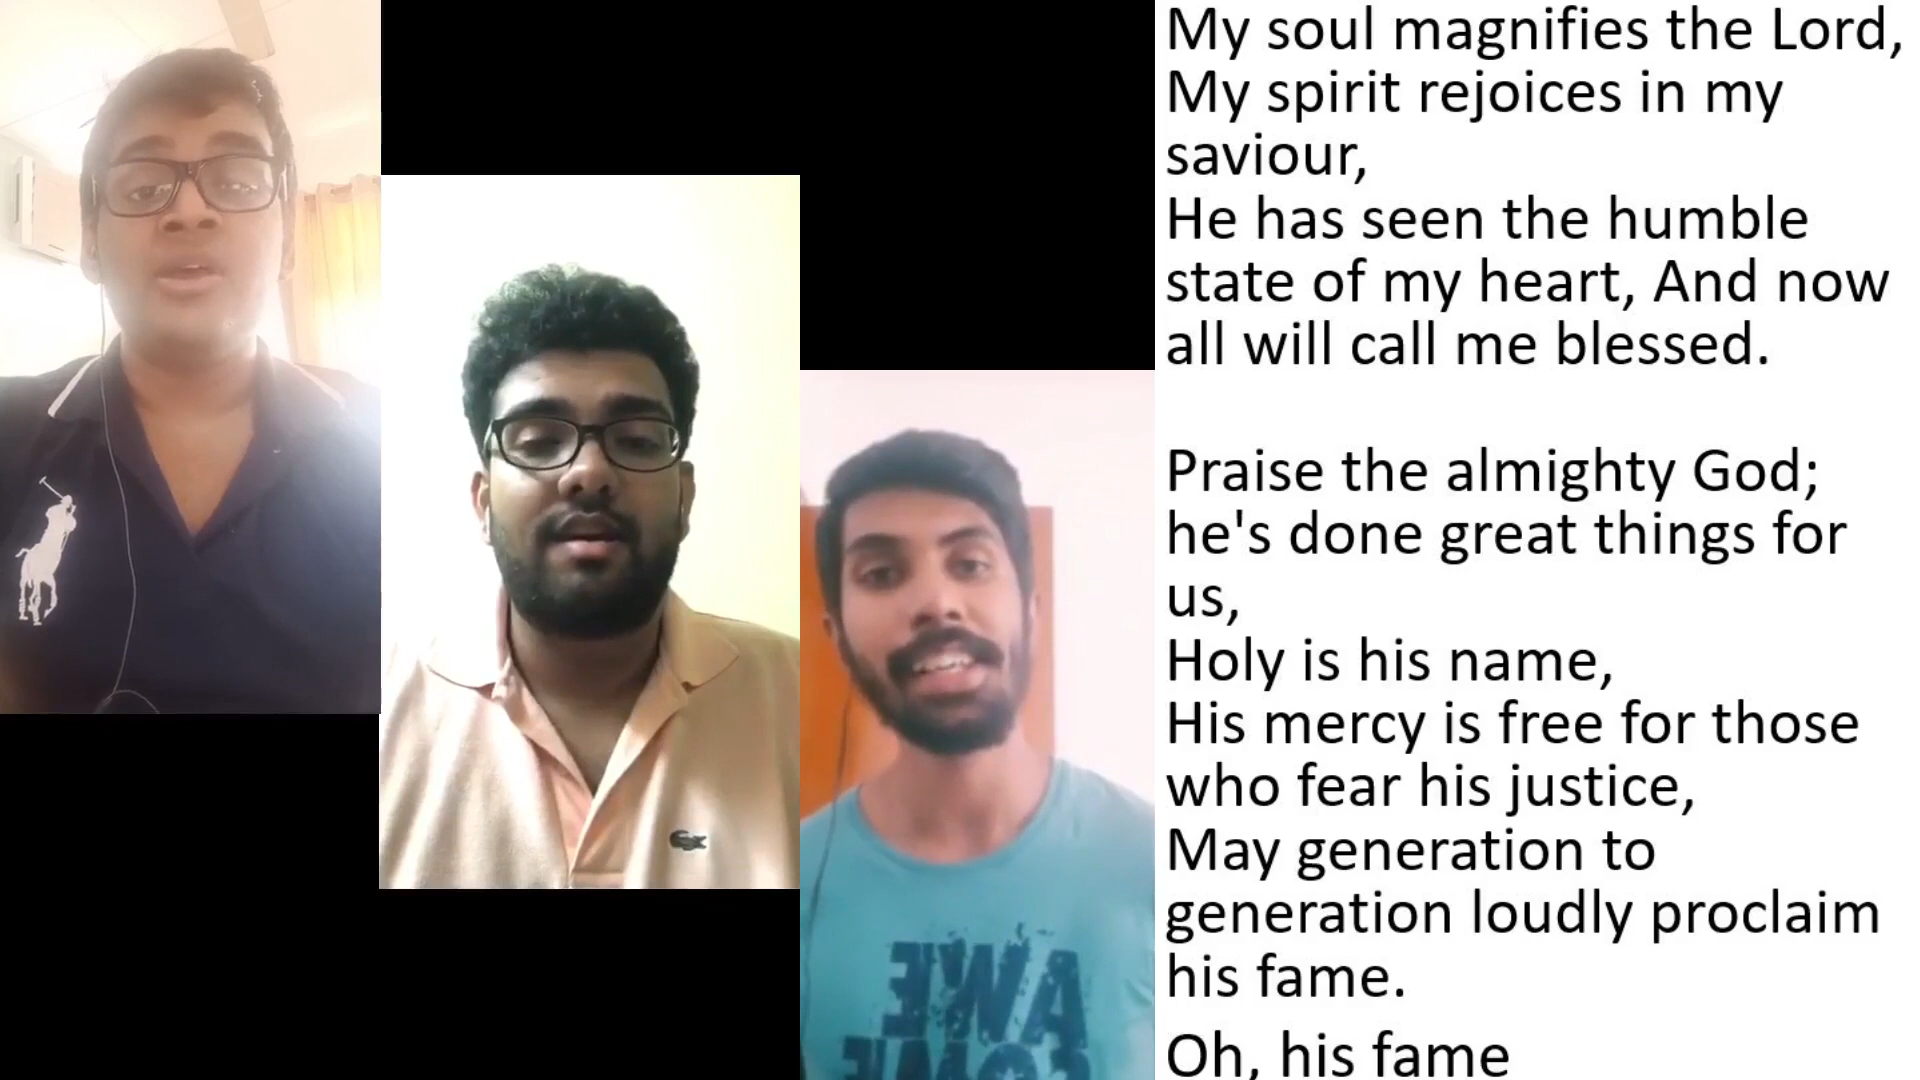 My soul magnifies the Lord,
My spirit rejoices in my
saviour,
He has seen the humble
state of my heart, And now
all will call me blessed.
Praise the almighty God;
he's done great things for
us,
Holy is his name,
His mercy is free for those
who fear his justice,
May generation to
generation loudly proclaim
his fame.
Oh, his fame
AWE
SOME